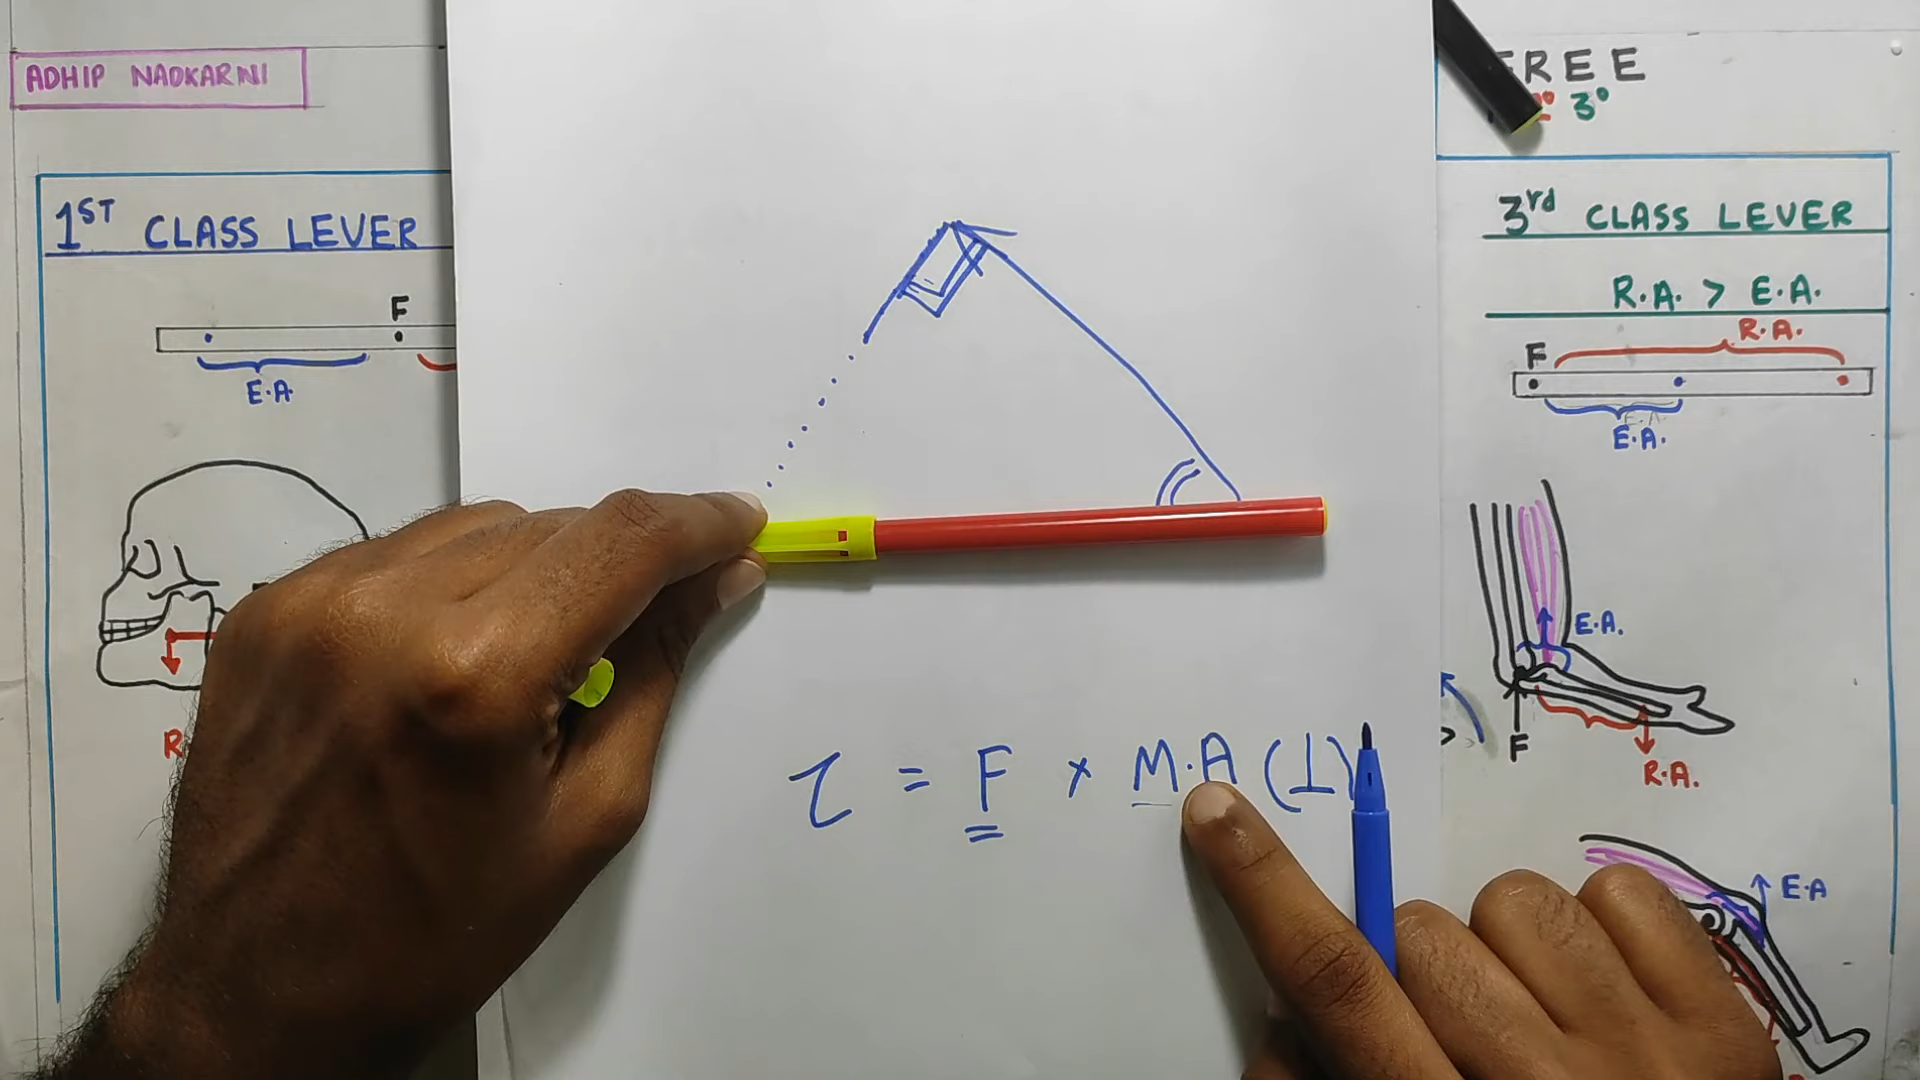 ADHIP NADKARNI
1ST CLASS LEVER
F
E.A.
τ = F × M.A (⊥)
REE
3°
3rd CLASS LEVER
R.A. > E.A.
R.A.
F
E.A.
E.A.
F
R.A.
E.A